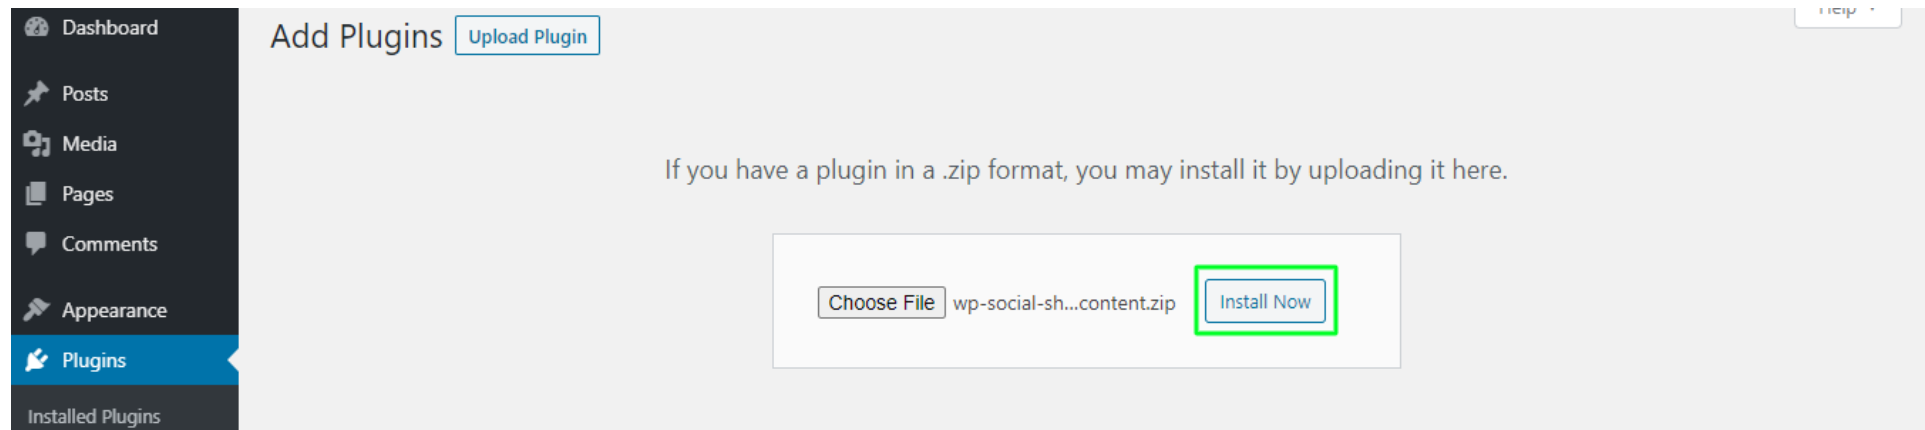 Dashboard
Posts
Media
Pages
Comments
Appearance
Plugins
Installed Plugins
Add Plugins
Upload Plugin
Help
If you have a plugin in a .zip format, you may install it by uploading it here.
Choose File wp-social-sh...content.zip
Install Now